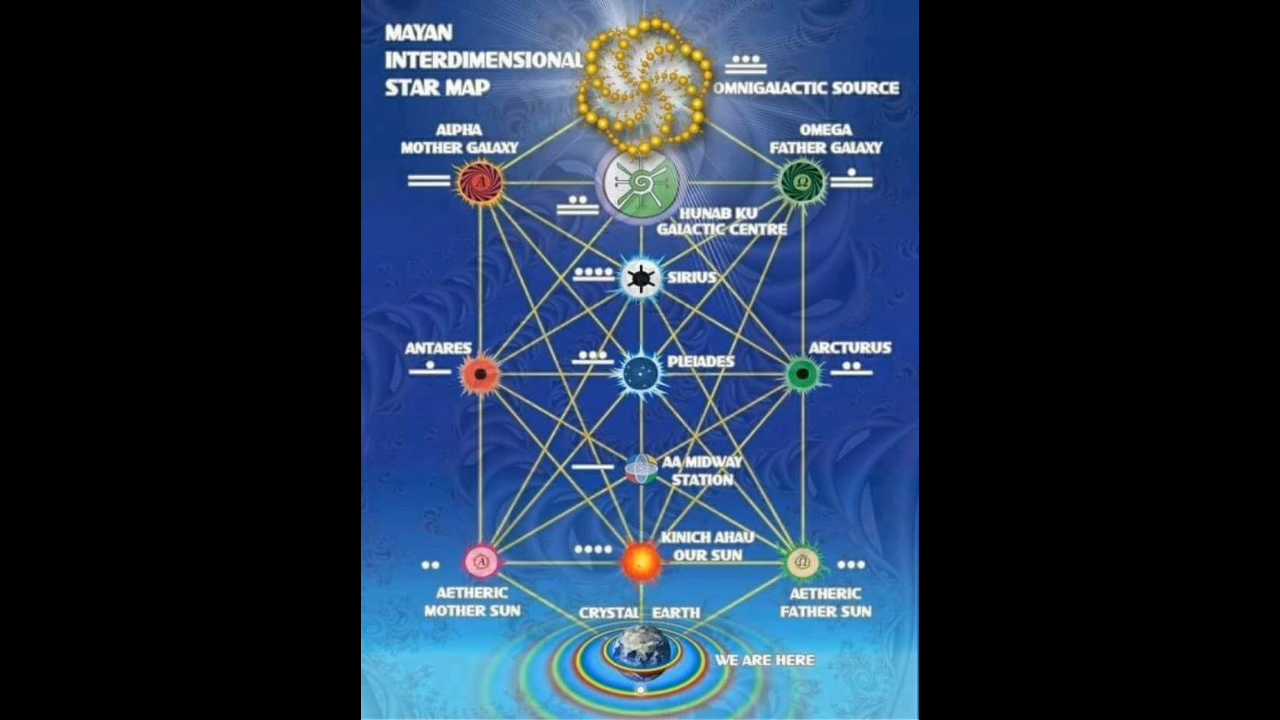 MAYAN
INTERDIMENSIONAL
STAR MAP
OMNIGALACTIC SOURCE
ALPHA
MOTHER GALAXY
OMEGA
FATHER GALAXY
A
Ω
HUNAB KU
GALACTIC CENTRE
SIRIUS
ANTARES
PLEIADES
ARCTURUS
AA MIDWAY
STATION
KINICH AHAU
OUR SUN
A
Ω
AETHERIC
MOTHER SUN
AETHERIC
FATHER SUN
CRYSTAL EARTH
WE ARE HERE